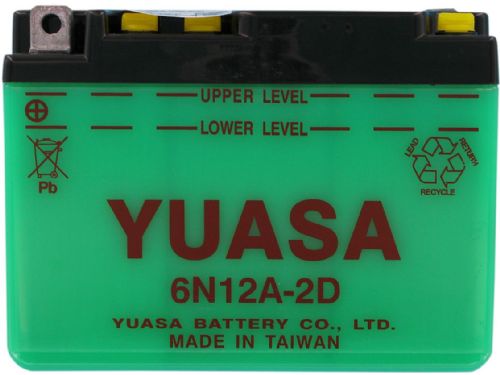 UPPER LEVEL
LOWER LEVEL
Pb
LEAD
RETURN
RECYCLE
YUASA
6N12A-2D
YUASA BATTERY CO., LTD.
MADE IN TAIWAN